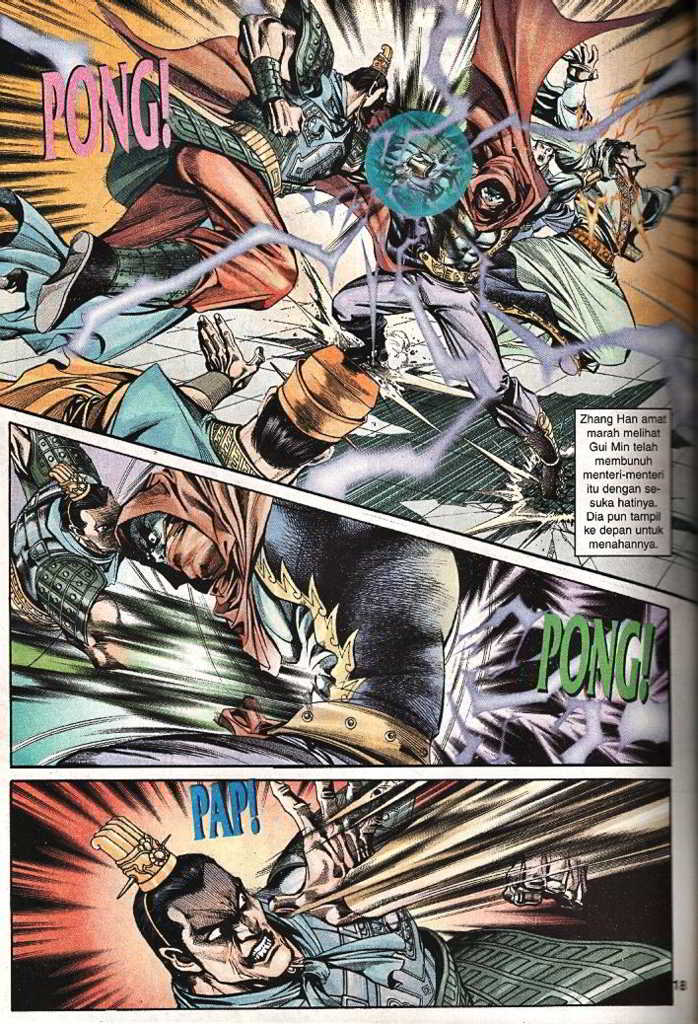 PONG!
Zhang Han amat
marah melihat
Gui Min telah
membunuh
menteri-menteri
itu dengan se-
suka hatinya.
Dia pun tampil
ke depan untuk
menahannya.
PONG!
PAP!
18